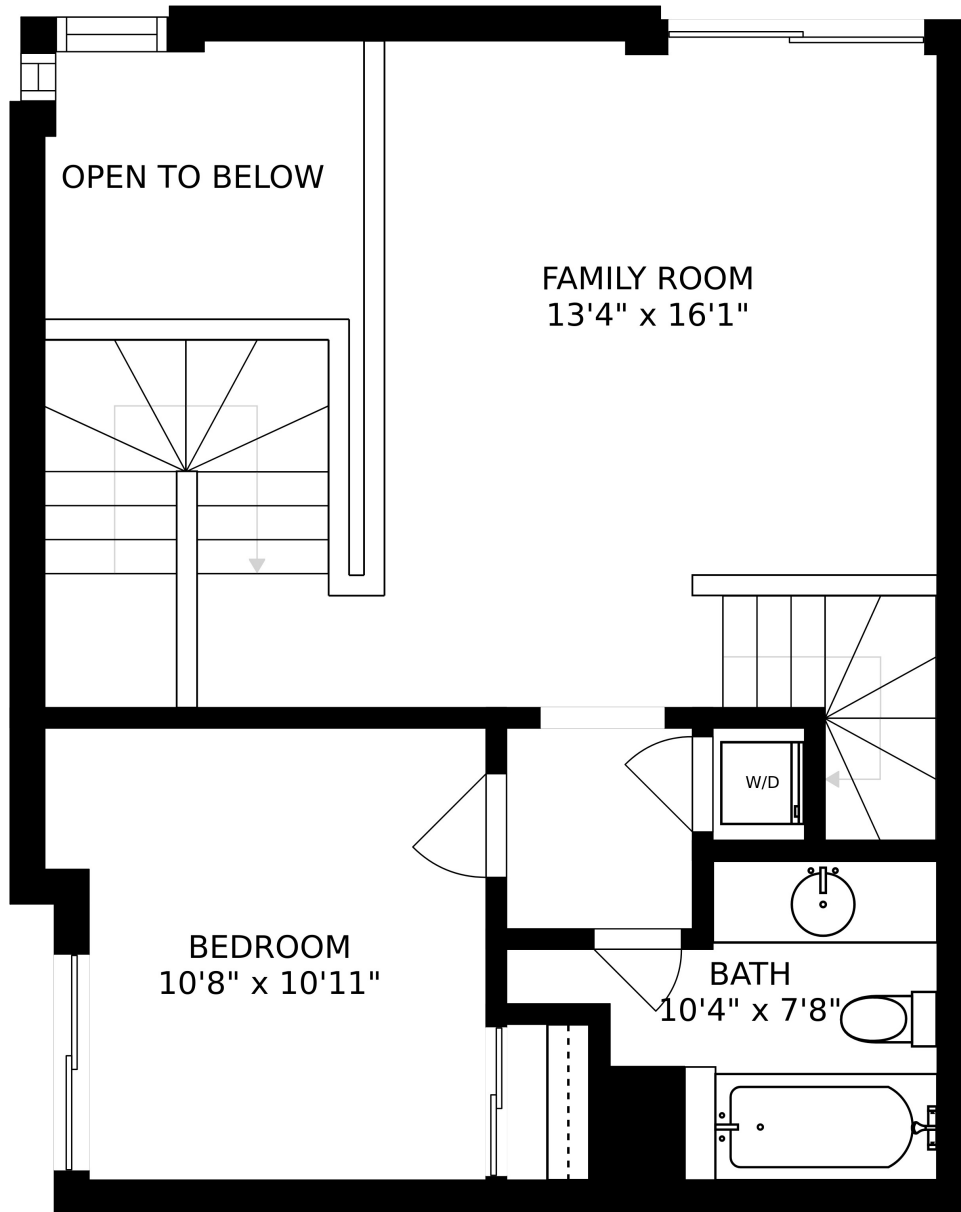 OPEN TO BELOW
FAMILY ROOM
13'4" x 16'1"
W/D
BEDROOM
10'8" x 10'11"
BATH
10'4" x 7'8"